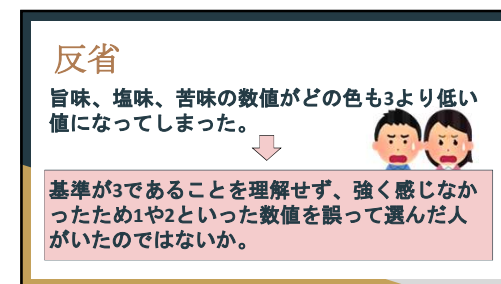 反省
旨味、塩味、苦味の数値がどの色も3より低い
値になってしまった。
基準が3であることを理解せず、強く感じなか
ったため1や2といった数値を誤って選んだ人
がいたのではないか。